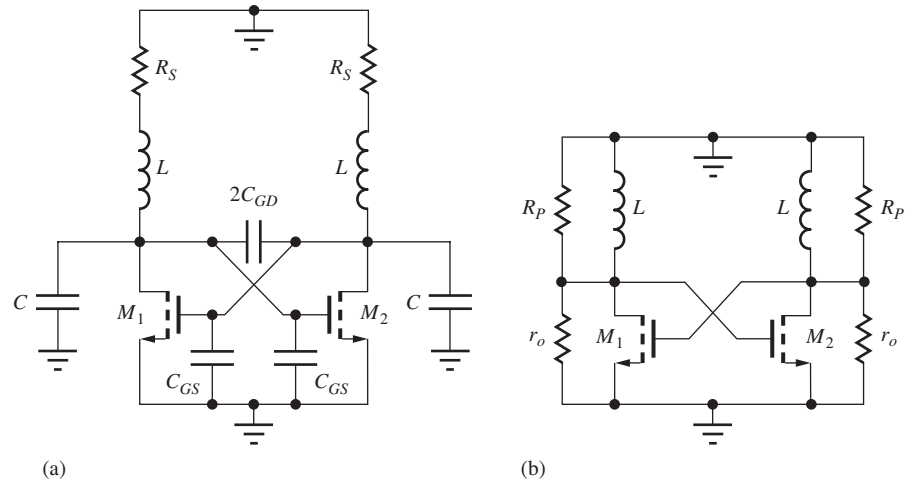 R_S
R_S
L
L
2C_GD
C
M_1
M_2
C
C_GS
C_GS
(a)
R_P
L
L
R_P
r_o
M_1
M_2
r_o
(b)